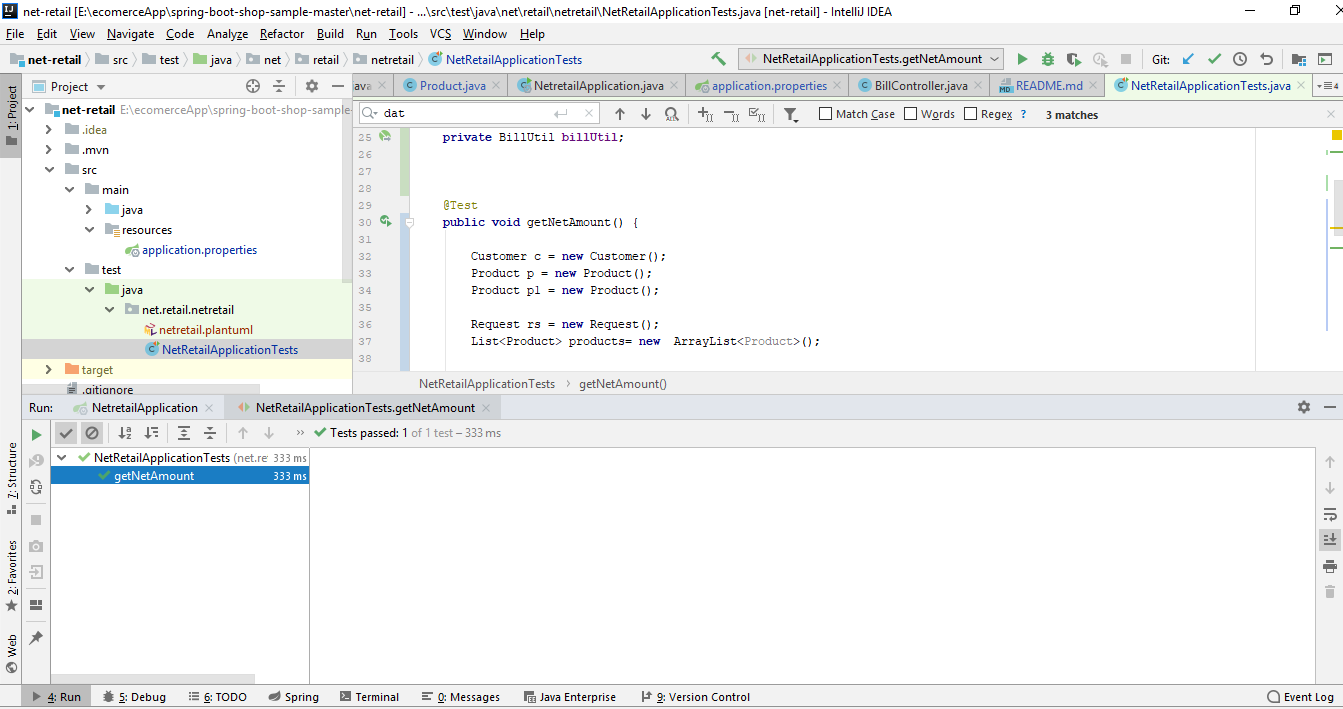 net-retail [E:\ecomerceApp\spring-boot-shop-sample-master\net-retail] - ...\src\test\java\net\retail\netretail\NetRetailApplicationTests.java [net-retail] - IntelliJ IDEA
File Edit View Navigate Code Analyze Refactor Build Run Tools VCS Window Help
net-retail src test java net retail netretail NetRetailApplicationTests NetRetailApplicationTests.getNetAmount Git:
Project ava Product.java NetretailApplication.java application.properties BillController.java README.md NetRetailApplicationTests.java 4
net-retail E:\ecomerceApp\spring-boot-shop-sample-
dat Match Case Words Regex ? 3 matches
.idea
.mvn
src
main
java
resources
application.properties
test
java
net.retail.netretail
netretail.plantuml
NetRetailApplicationTests
target
.gitignore
25 private BillUtil billUtil;
26
27
28
29 @Test
30 public void getNetAmount() {
31
32 Customer c = new Customer();
33 Product p = new Product();
34 Product p1 = new Product();
35
36 Request rs = new Request();
37 List<Product> products= new ArrayList<Product>();
38
NetRetailApplicationTests getNetAmount()
Run: NetretailApplication NetRetailApplicationTests.getNetAmount
Tests passed: 1 of 1 test – 333 ms
NetRetailApplicationTests (net.re 333 ms
getNetAmount 333 ms
1: Project
7: Structure
2: Favorites
Web
4: Run 5: Debug 6: TODO Spring Terminal 0: Messages Java Enterprise 9: Version Control Event Log